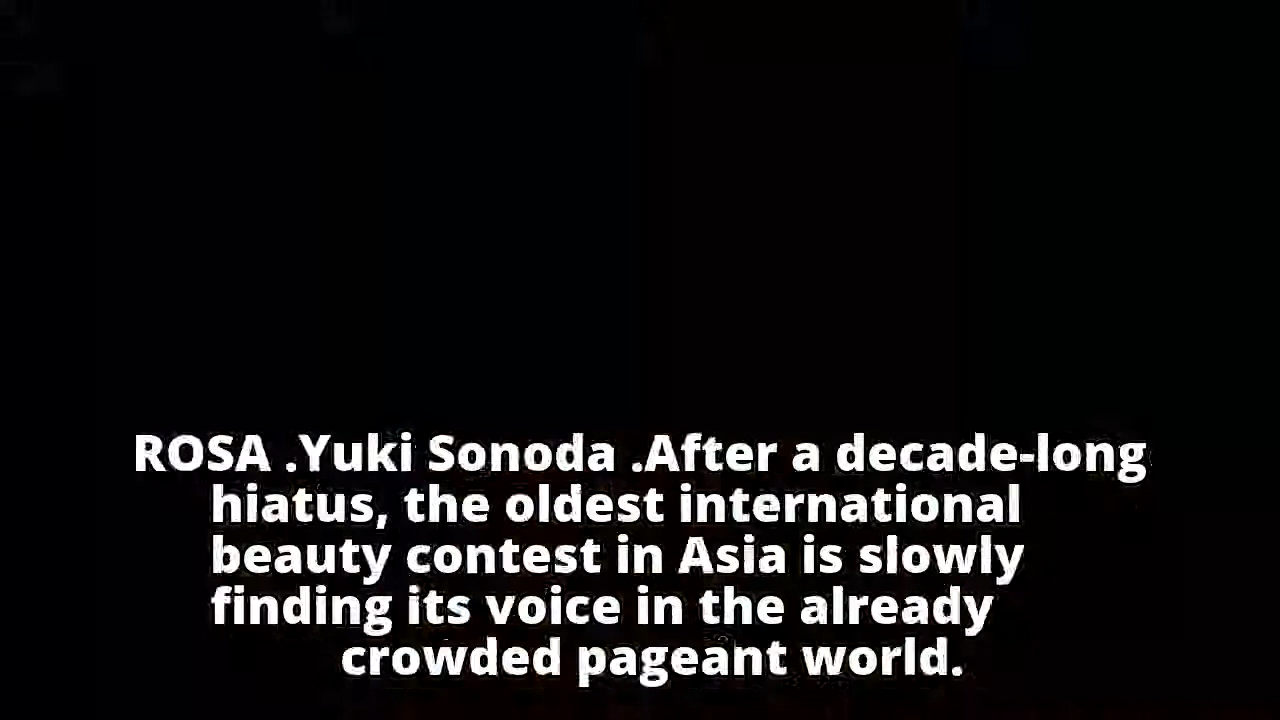 ROSA .Yuki Sonoda .After a decade-long
hiatus, the oldest international
beauty contest in Asia is slowly
finding its voice in the already
crowded pageant world.